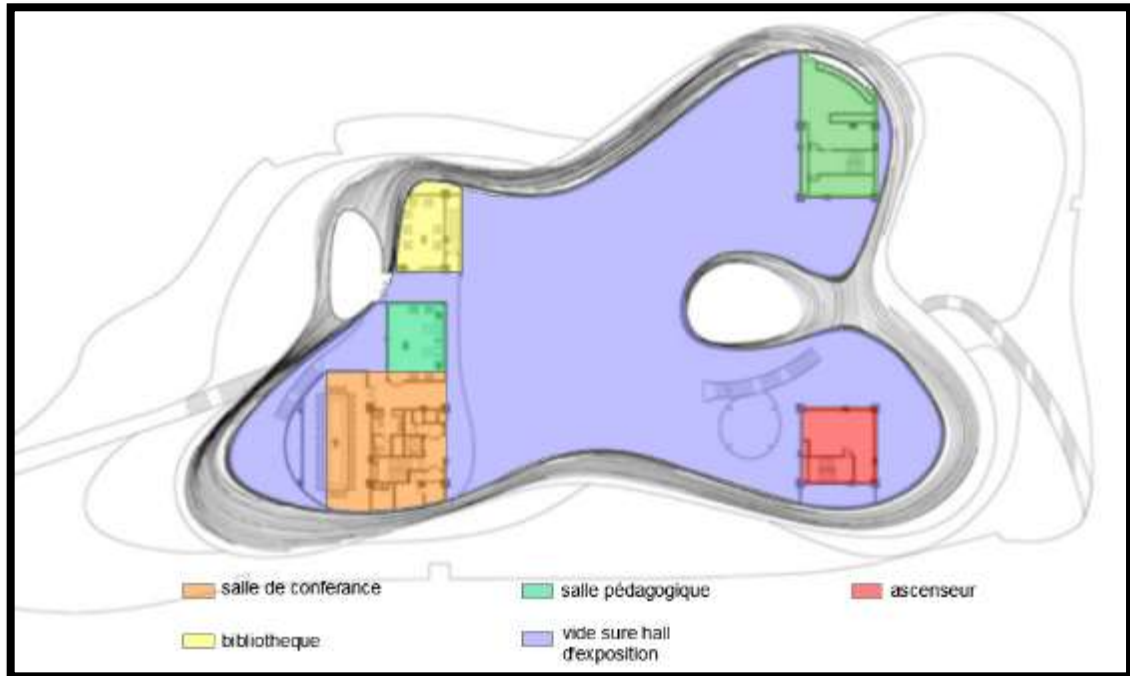 salle de conferance
salle pédagogique
ascenseur
bibliotheque
vide sure hall
d'exposition